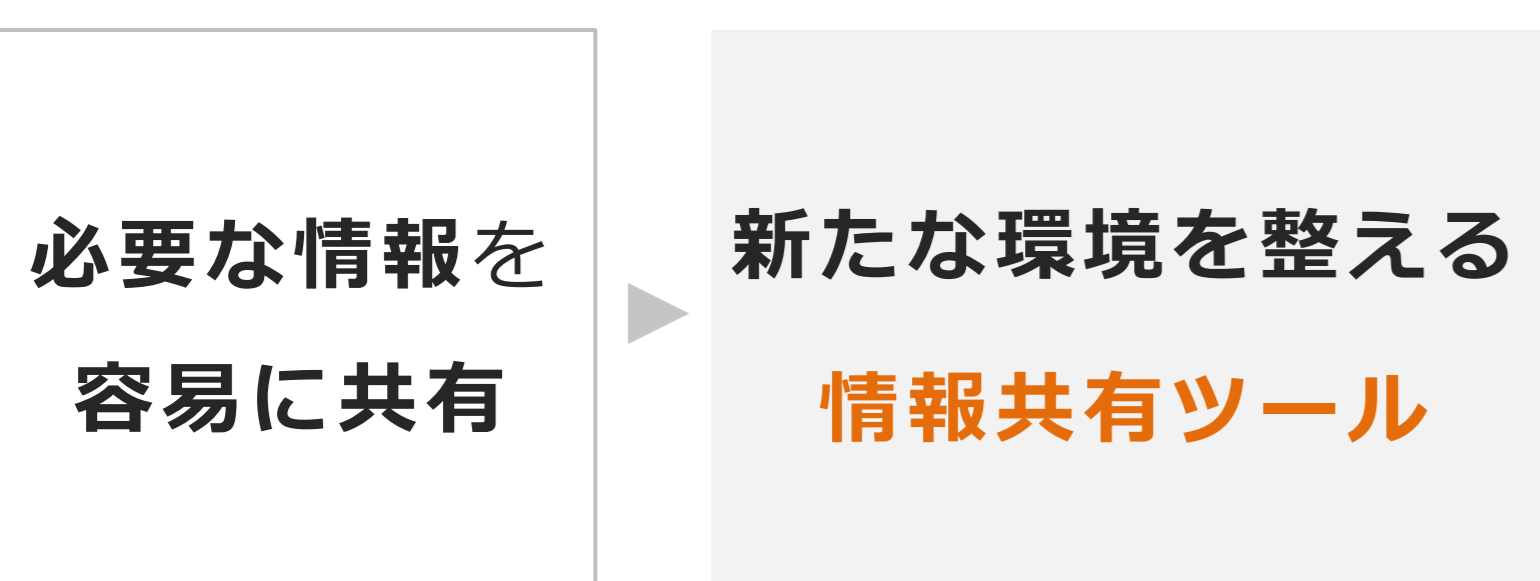 必要な情報を
容易に共有
新たな環境を整える
情報共有ツール